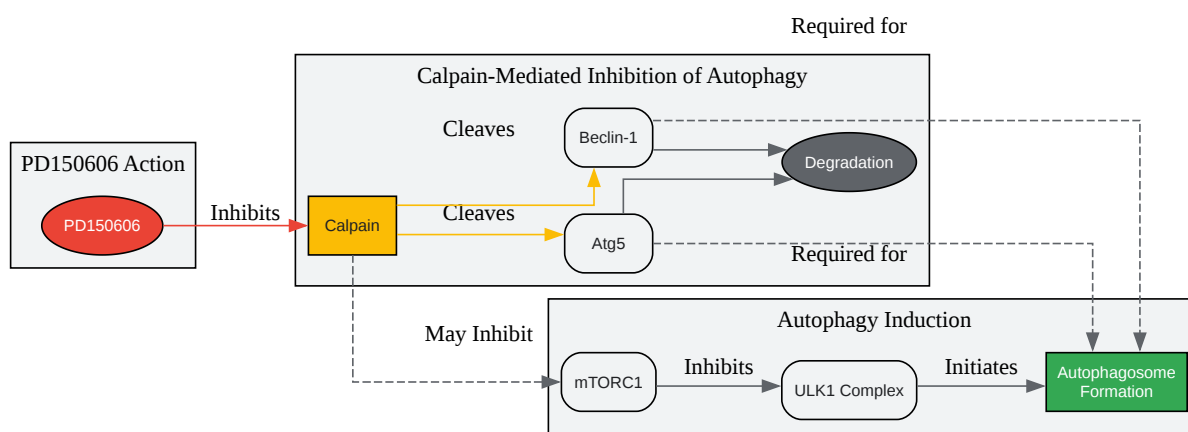 Required for
Calpain-Mediated Inhibition of Autophagy
Cleaves
Beclin-1
Degradation
PD150606 Action
PD150606
Inhibits
Calpain
Cleaves
Atg5
Required for
Autophagy Induction
May Inhibit
mTORC1
Inhibits
ULK1 Complex
Initiates
Autophagosome
Formation